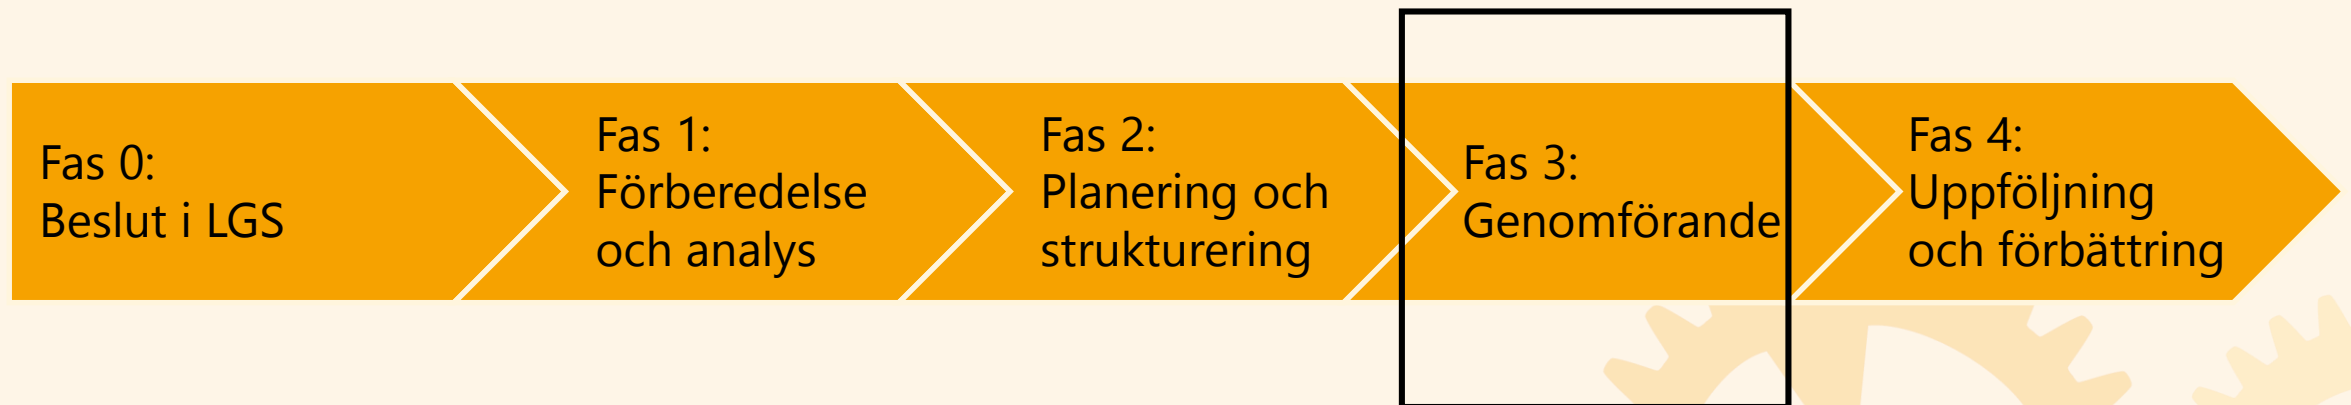 Fas 0:
Beslut i LGS
Fas 1:
Förberedelse
och analys
Fas 2:
Planering och
strukturering
Fas 3:
Genomförande
Fas 4:
Uppföljning
och förbättring